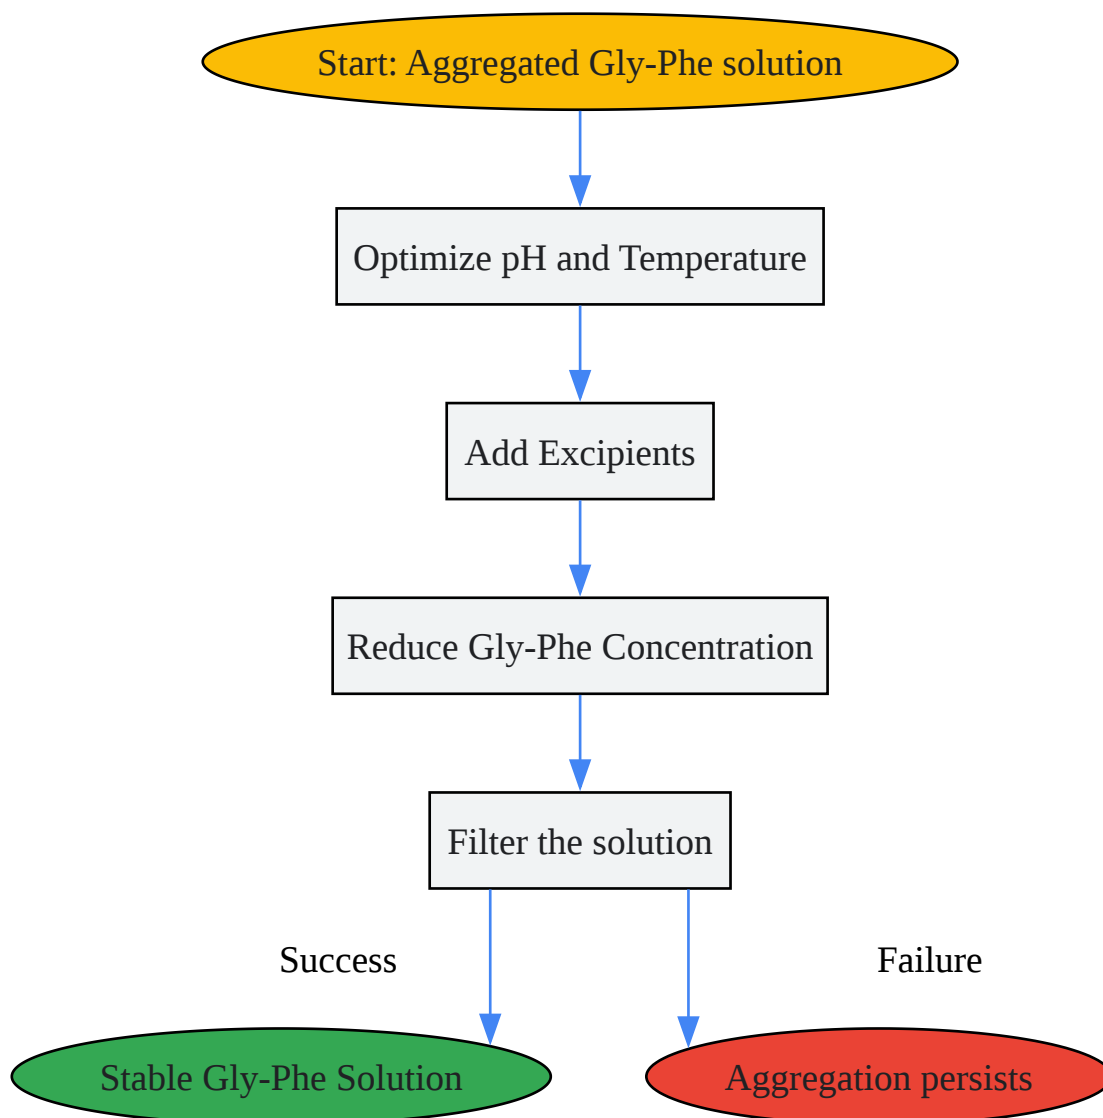 Start: Aggregated Gly-Phe solution
Optimize pH and Temperature
Add Excipients
Reduce Gly-Phe Concentration
Filter the solution
Success
Failure
Stable Gly-Phe Solution
Aggregation persists